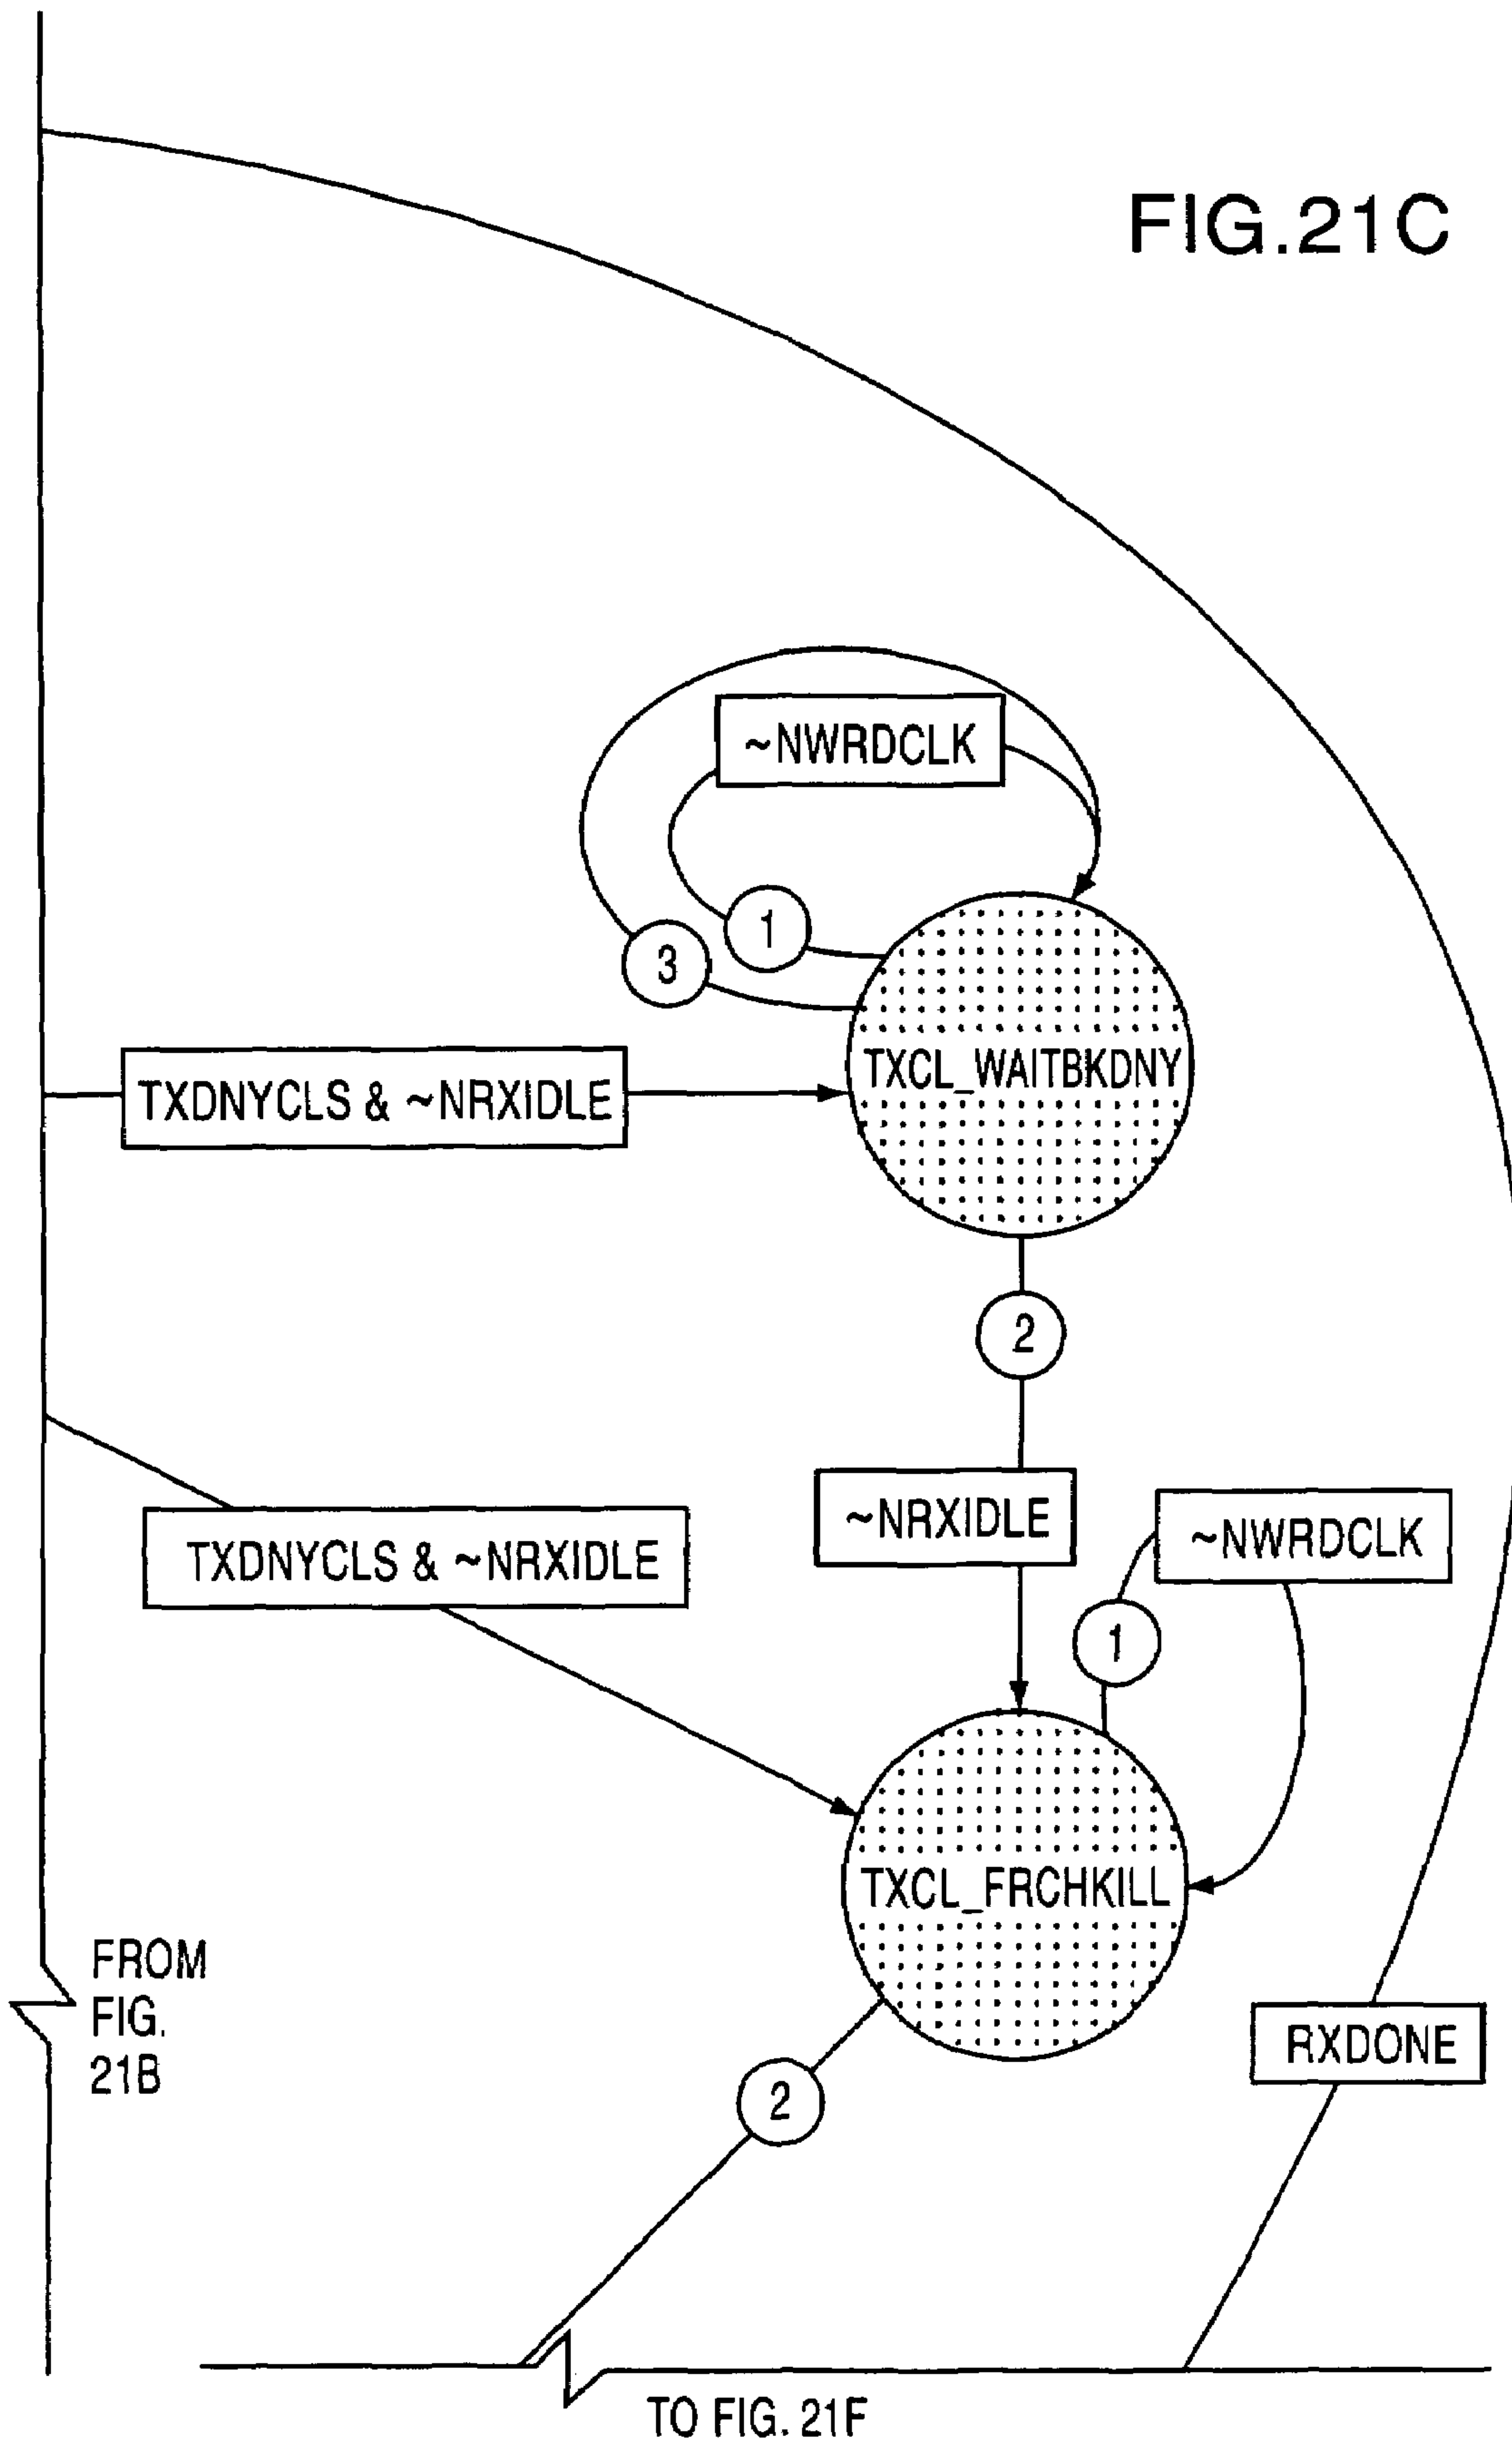 FIG.21C
~NWRDCLK
1
3
TXCL_WAITBKDNY
TXDNYCLS & ~NRXIDLE
2
~NRXIDLE
~NWRDCLK
TXDNYCLS & ~NRXIDLE
1
TXCL_FRCHKILL
FROM
FIG.
21B
RXDONE
2
TO FIG. 21F